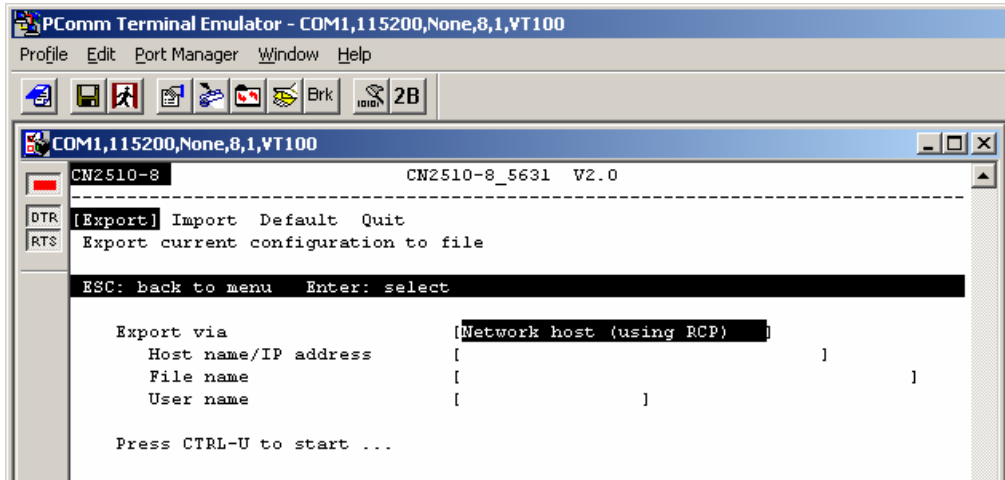 PComm Terminal Emulator - COM1,115200,None,8,1,VT100
Profile Edit Port Manager Window Help
Brk 2B
COM1,115200,None,8,1,VT100
CN2510-8 CN2510-8_5631 V2.0
--------------------------------------------------------------------------------
DTR [Export] Import Default Quit
RTS Export current configuration to file
ESC: back to menu Enter: select
Export via [Network host (using RCP) ]
Host name/IP address [ ]
File name [ ]
User name [ ]
Press CTRL-U to start ...